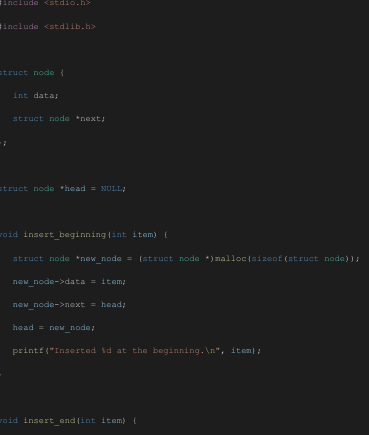 #include <stdio.h>
#include <stdlib.h>
struct node {
int data;
struct node *next;
};
struct node *head = NULL;
void insert_beginning(int item) {
struct node *new_node = (struct node *)malloc(sizeof(struct node));
new_node->data = item;
new_node->next = head;
head = new_node;
printf("Inserted %d at the beginning.\n", item);
}
void insert_end(int item) {